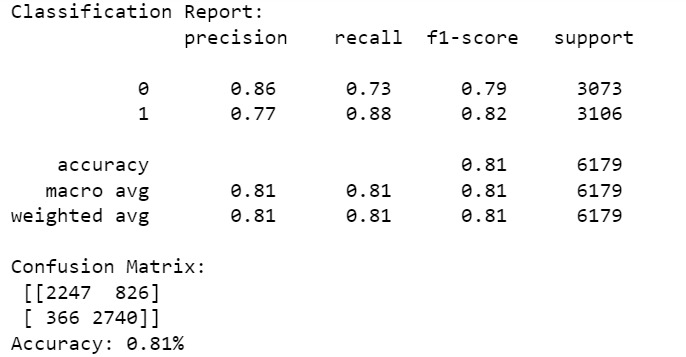 Classification Report:
precision recall f1-score support
0 0.86 0.73 0.79 3073
1 0.77 0.88 0.82 3106
accuracy 0.81 6179
macro avg 0.81 0.81 0.81 6179
weighted avg 0.81 0.81 0.81 6179
Confusion Matrix:
[[2247 826]
[ 366 2740]]
Accuracy: 0.81%